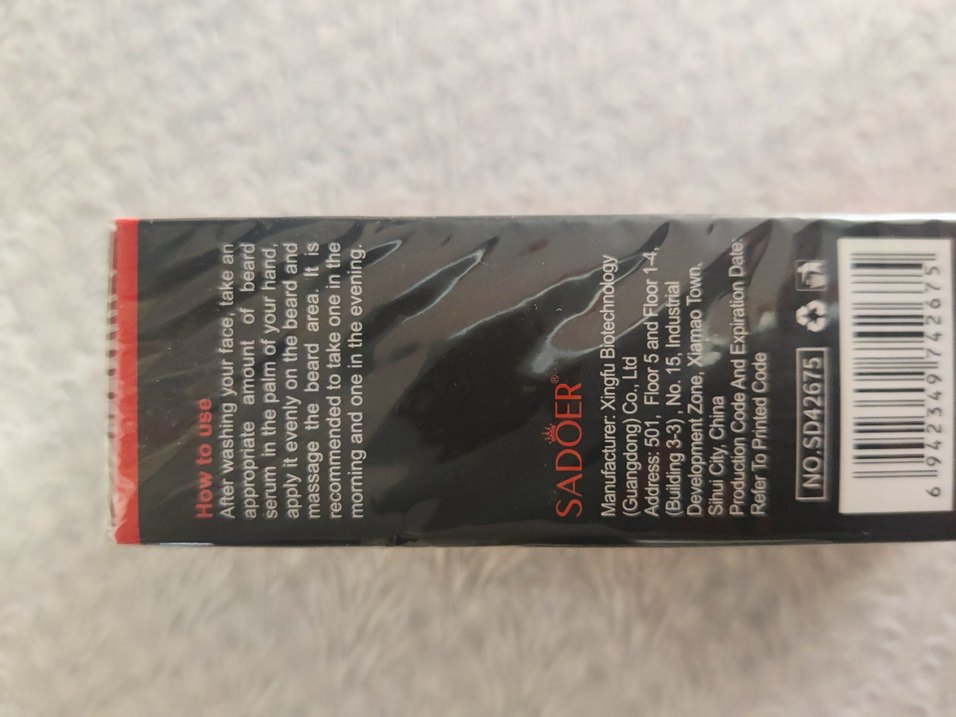 How to use
After washing your face, take an
appropriate amount of beard
serum in the palm of your hand,
apply it evenly on the beard and
massage the beard area. It is
recommended to take one in the
morning and one in the evening.
SADOER®
Manufacturer: Xingfu Biotechnology
(Guangdong) Co., Ltd
Address: 501, Floor 5 and Floor 1-4,
(Building 3-3) , No. 15, Industrial
Development Zone, Xiamao Town,
Sihui City, China
Production Code And Expiration Date:
Refer To Printed Code
NO.SD42675
6 942349 742675